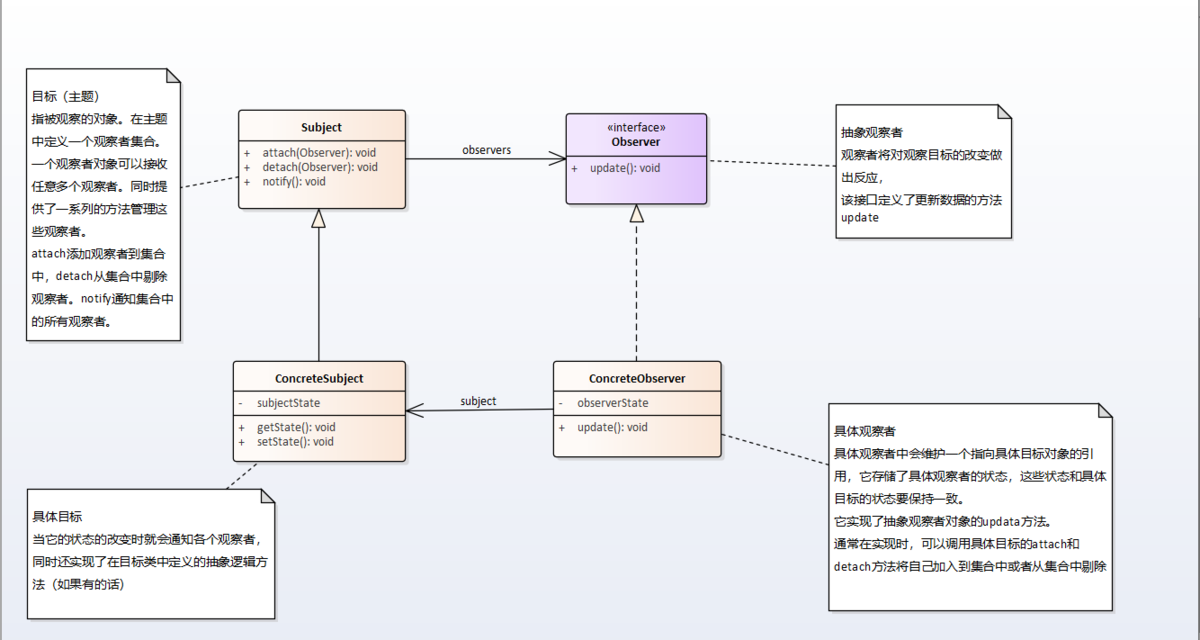 目标（主题）
指被观察的对象。在主题
中定义一个观察者集合。
一个观察者对象可以接收
任意多个观察者。同时提
供了一系列的方法管理这
些观察者。
attach添加观察者到集合
中，detach从集合中剔除
观察者。notify通知集合中
的所有观察者。
Subject
+ attach(Observer): void
+ detach(Observer): void
+ notify(): void
observers
«interface»
Observer
+ update(): void
抽象观察者
观察者将对观察目标的改变做
出反应，
该接口定义了更新数据的方法
update
ConcreteSubject
- subjectState
+ getState(): void
+ setState(): void
subject
ConcreteObserver
- observerState
+ update(): void
具体目标
当它的状态的改变时就会通知各个观察者，
同时还实现了在目标类中定义的抽象逻辑方
法（如果有的话）
具体观察者
具体观察者中会维护一个指向具体目标对象的引
用，它存储了具体观察者的状态，这些状态和具体
目标的状态要保持一致。
它实现了抽象观察者对象的updata方法。
通常在实现时，可以调用具体目标的attach和
detach方法将自己加入到集合中或者从集合中剔除